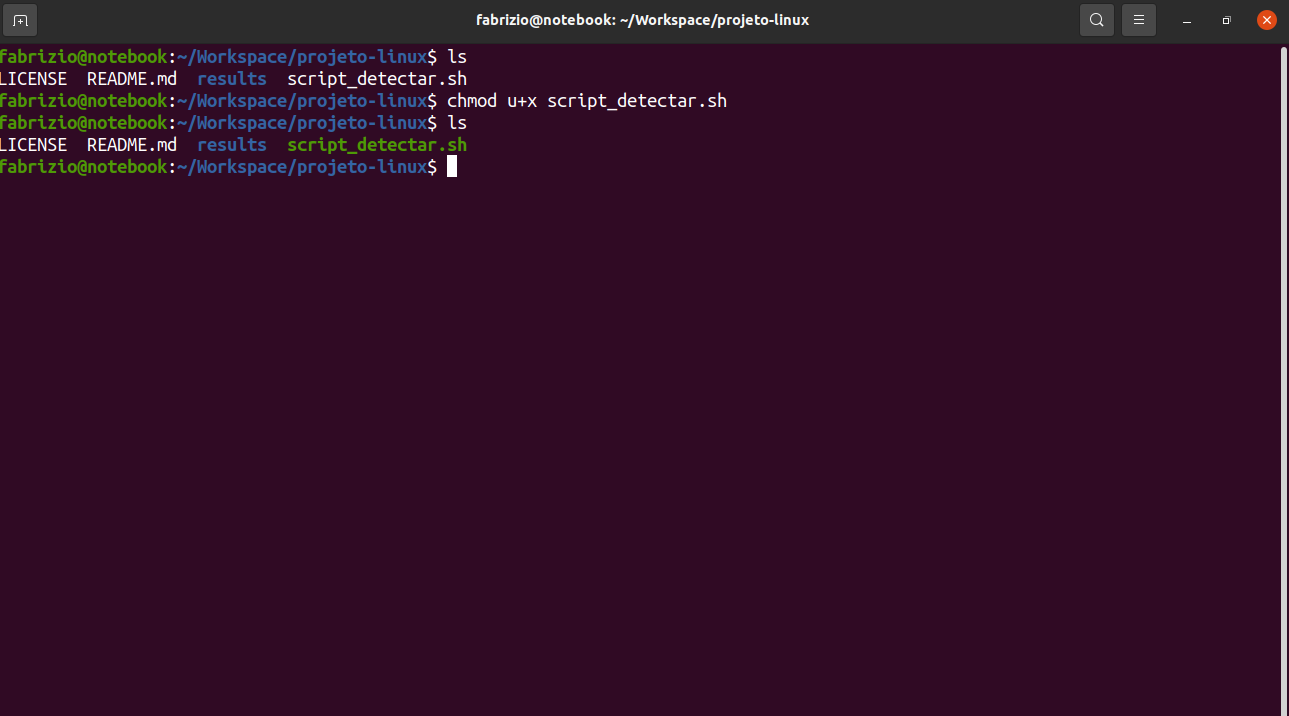 fabrizio@notebook: ~/Workspace/projeto-linux
fabrizio@notebook:~/Workspace/projeto-linux$ ls
LICENSE  README.md  results  script_detectar.sh
fabrizio@notebook:~/Workspace/projeto-linux$ chmod u+x script_detectar.sh
fabrizio@notebook:~/Workspace/projeto-linux$ ls
LICENSE  README.md  results  script_detectar.sh
fabrizio@notebook:~/Workspace/projeto-linux$